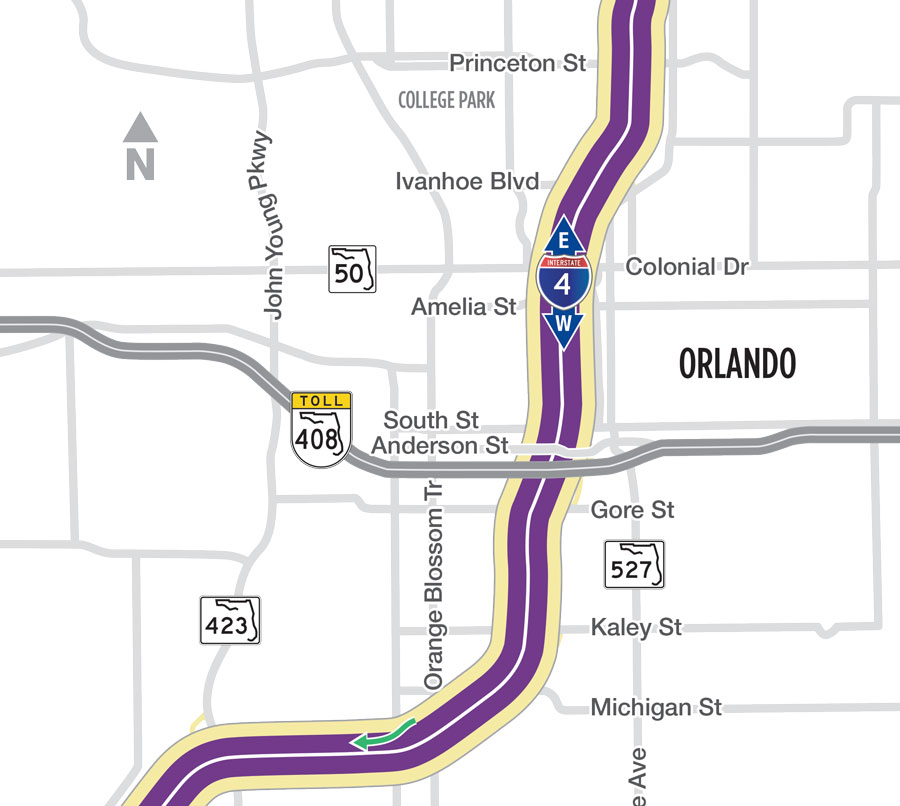 Princeton St
COLLEGE PARK
N
Ivanhoe Blvd
John Young Pkwy
E
INTERSTATE
4
W
50
Colonial Dr
Amelia St
ORLANDO
TOLL
408
South St
Anderson St
Orange Blossom Tr
Gore St
527
423
Kaley St
Michigan St
e Ave